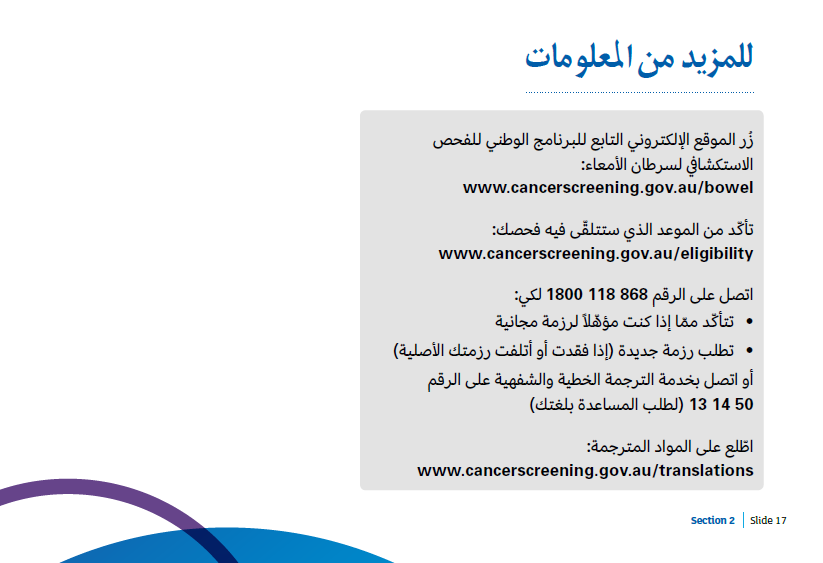 للمزيد من المعلومات
زُر الموقع الإلكتروني التابع للبرنامج الوطني للفحص
الاستكشافي لسرطان الأمعاء:
www.cancerscreening.gov.au/bowel
تأكّد من الموعد الذي ستتلقّى فيه فحصك:
www.cancerscreening.gov.au/eligibility
اتصل على الرقم 1800 118 868 لكي:
• تتأكّد ممّا إذا كنت مؤهّلاً لرزمة مجانية
• تطلب رزمة جديدة (إذا فقدت أو أتلفت رزمتك الأصلية)
أو اتصل بخدمة الترجمة الخطية والشفهية على الرقم
13 14 50 (لطلب المساعدة بلغتك)
اطّلع على المواد المترجمة:
www.cancerscreening.gov.au/translations
Section 2 | Slide 17